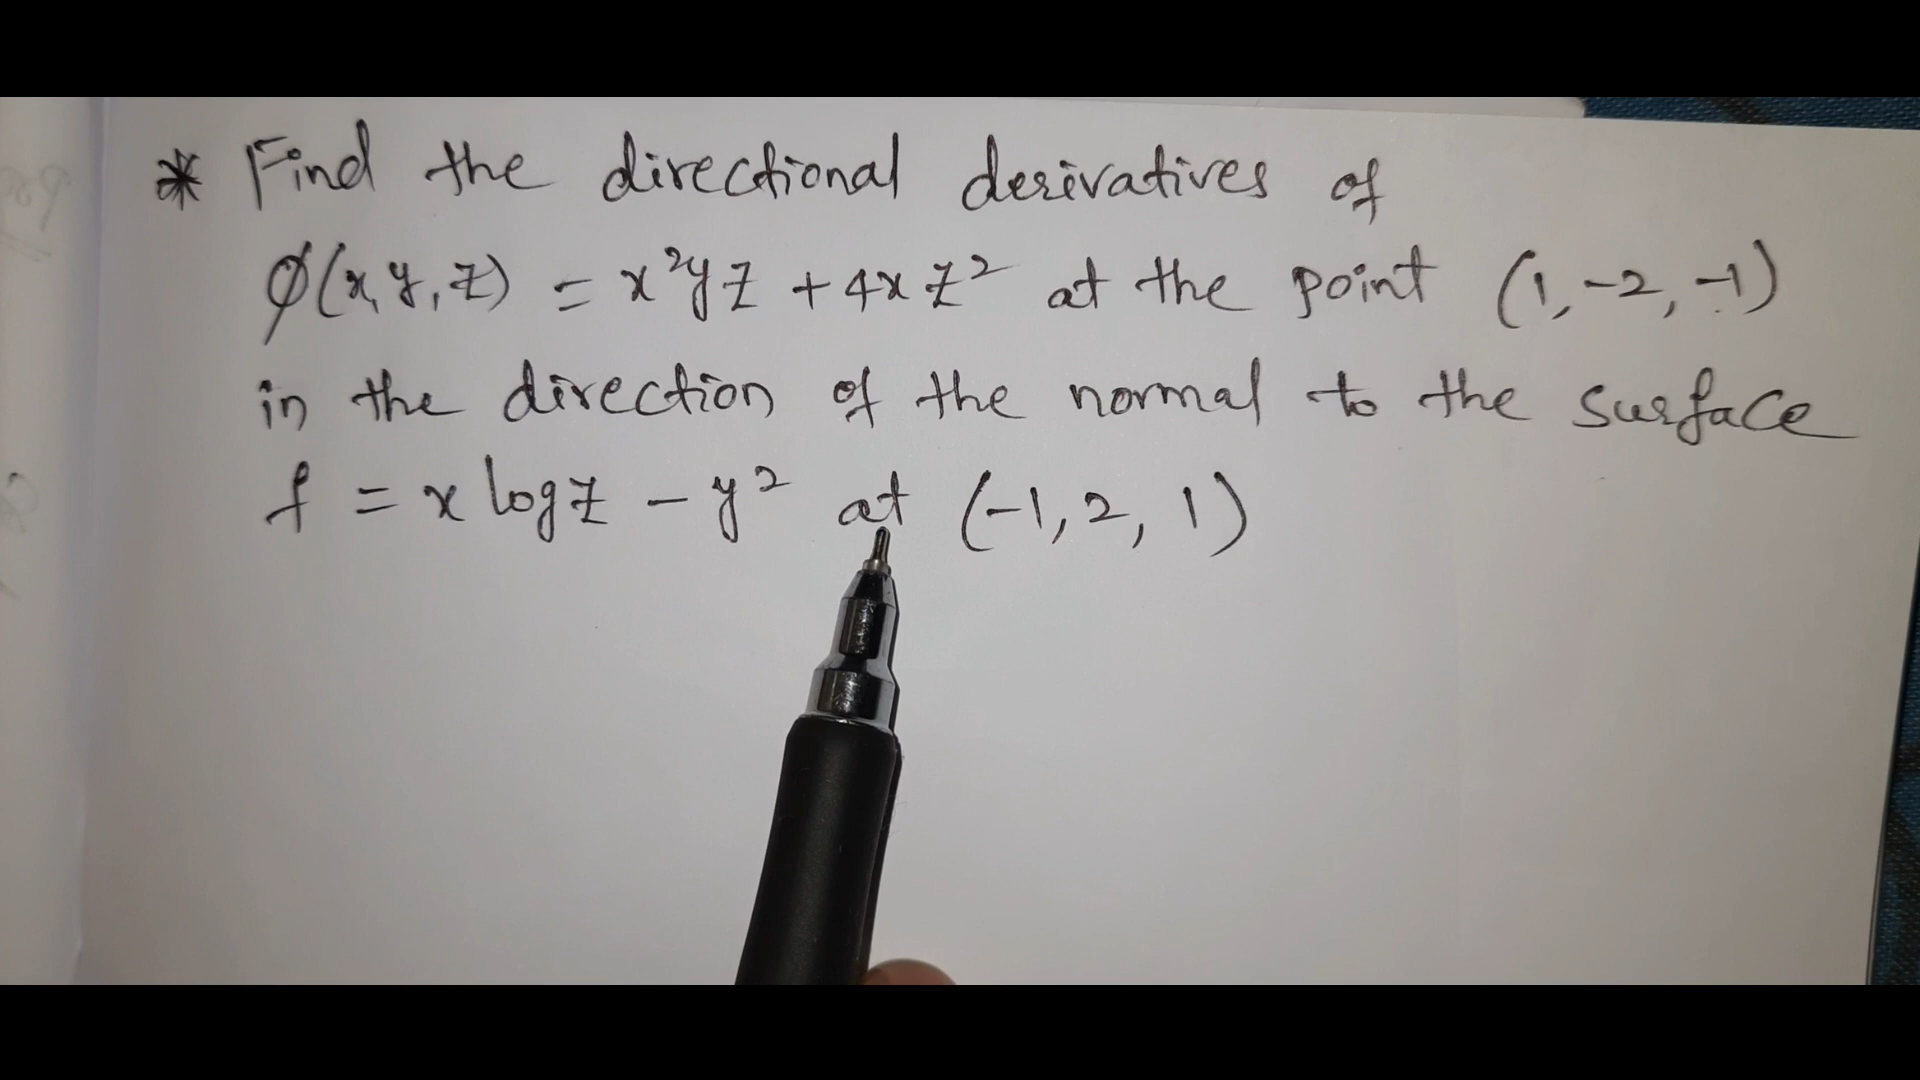 * Find the directional derivatives of
φ(x, y, z) = x²yz + 4xz² at the point (1, -2, -1)
in the direction of the normal to the surface
f = x log z - y² at (-1, 2, 1)